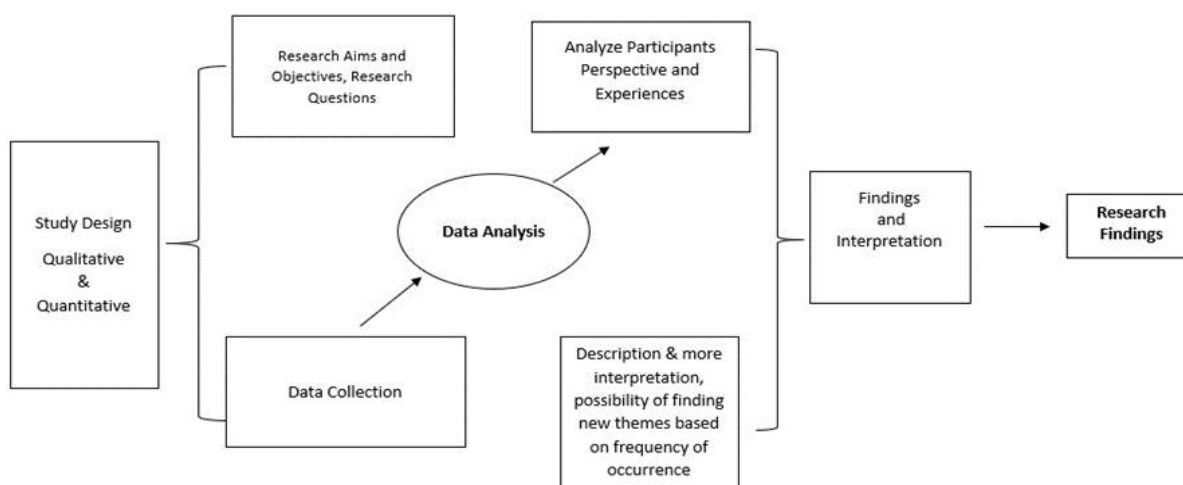 Study Design
Qualitative
&
Quantitative
Research Aims and
Objectives, Research
Questions
Data Collection
Data Analysis
Analyze Participants
Perspective and
Experiences
Description & more
interpretation,
possibility of finding
new themes based
on frequency of
occurrence
Findings
and
Interpretation
Research
Findings